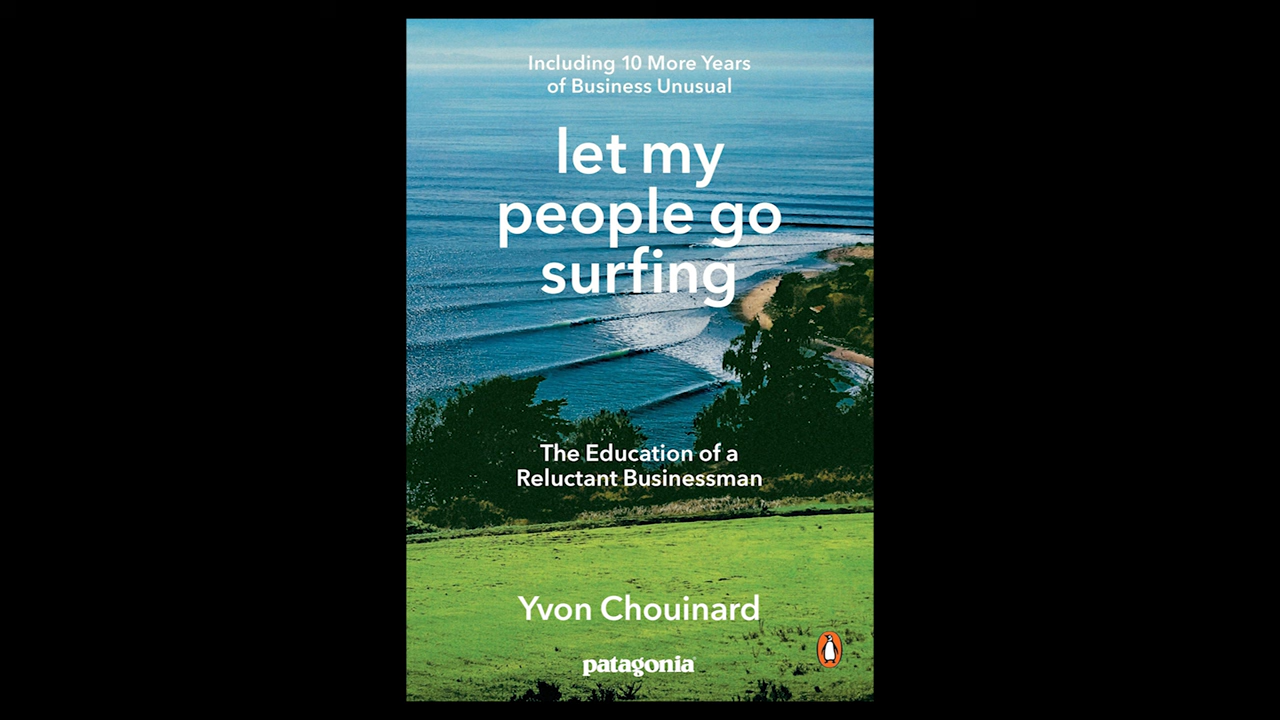 Including 10 More Years
of Business Unusual
let my
people go
surfing
The Education of a
Reluctant Businessman
Yvon Chouinard
patagonia®